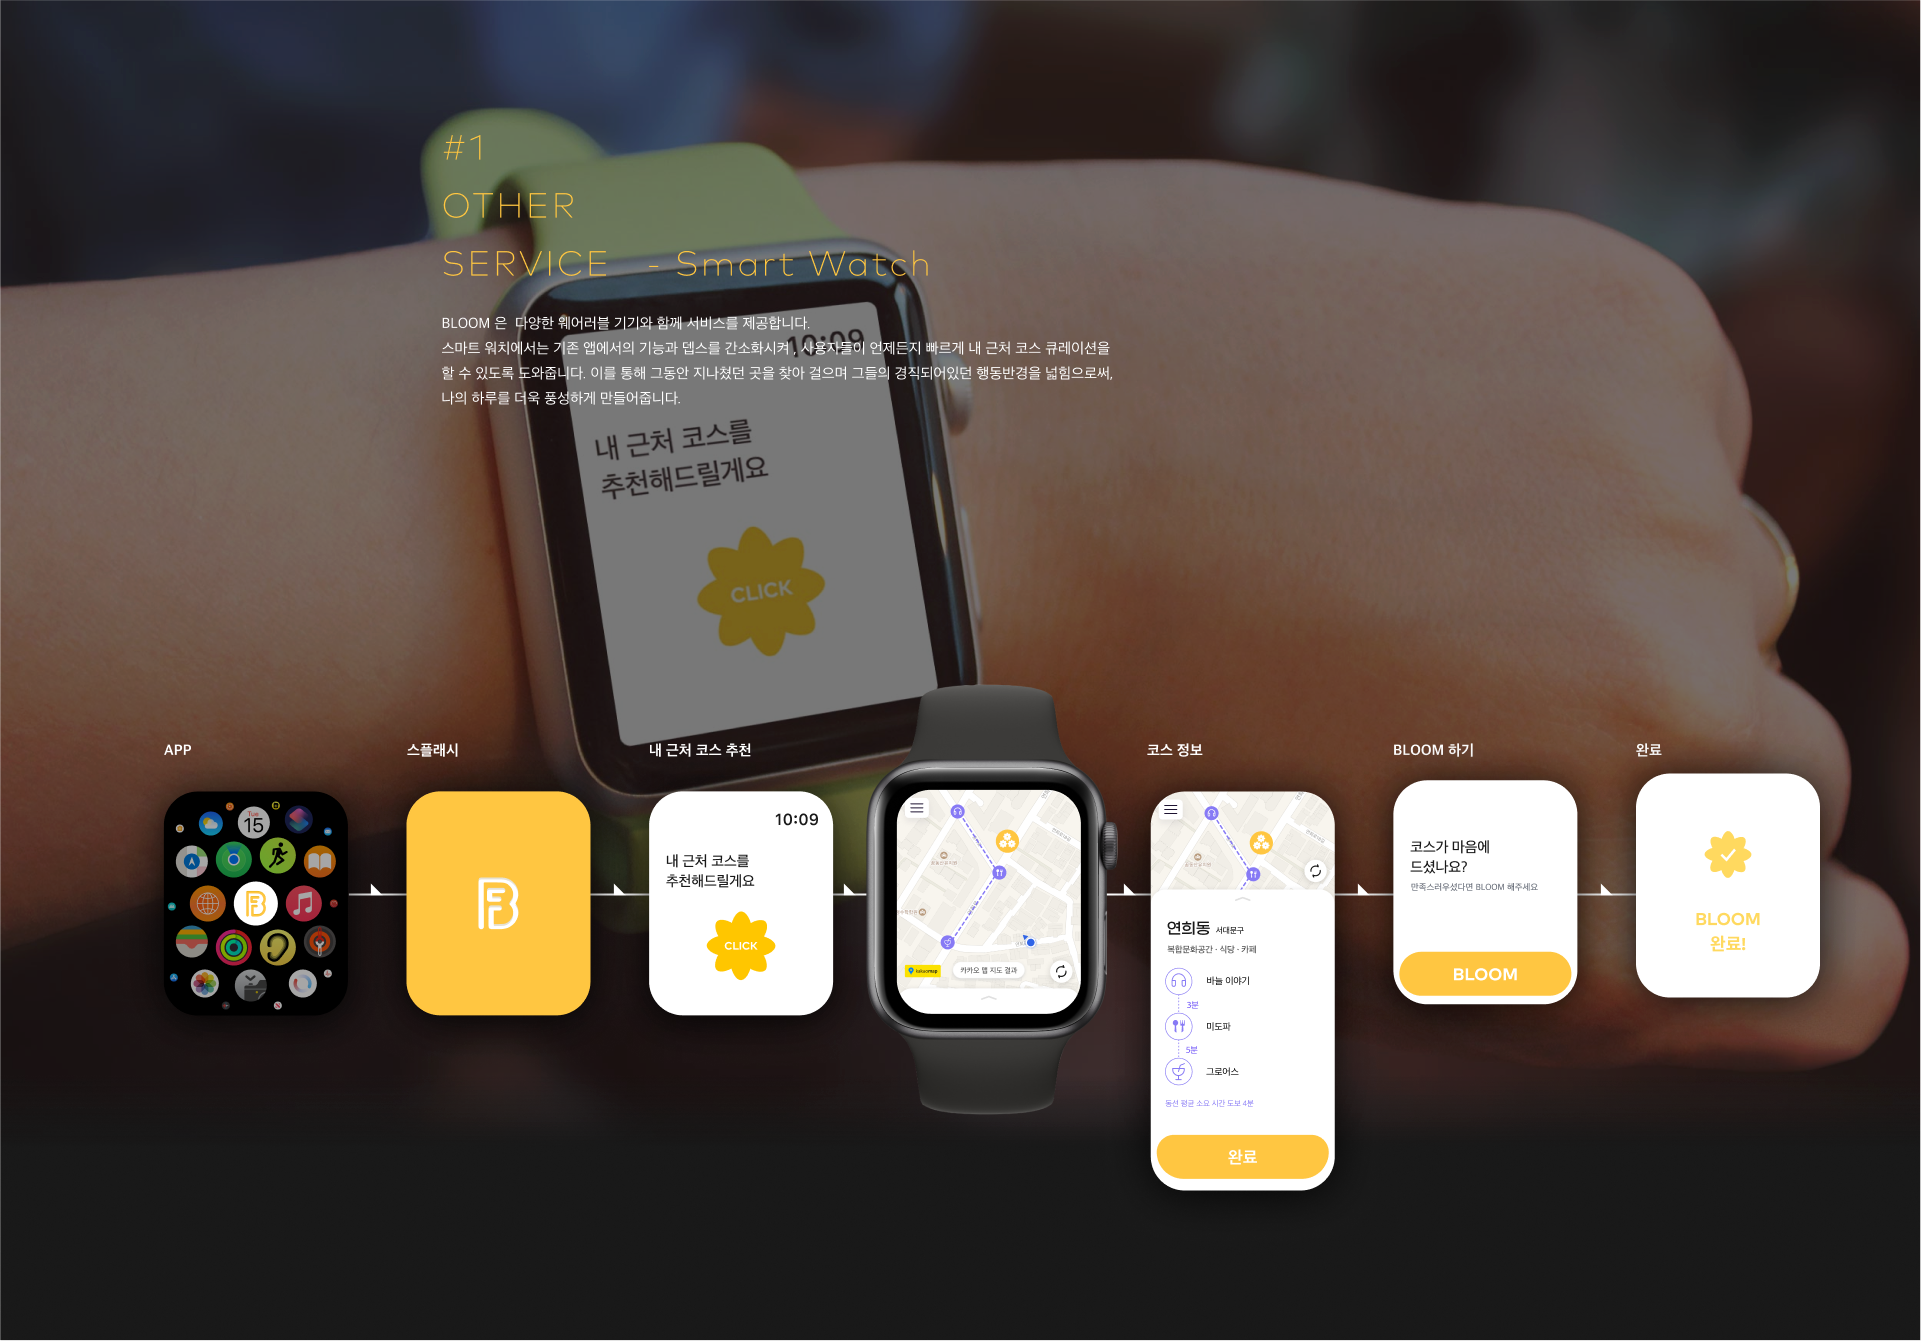 #1
OTHER
SERVICE - Smart Watch
BLOOM 은 다양한 웨어러블 기기와 함께 서비스를 제공합니다.
스마트 워치에서는 기존 앱에서의 기능과 뎁스를 간소화시켜 , 사용자들이 언제든지 빠르게 내 근처 코스 큐레이션을
할 수 있도록 도와줍니다. 이를 통해 그동안 지나쳤던 곳을 찾아 걸으며 그들의 경직되어있던 행동반경을 넓힘으로써,
나의 하루를 더욱 풍성하게 만들어줍니다.
10:09
내 근처 코스를
추천해드릴게요
CLICK
APP
스플래시
내 근처 코스 추천
코스 정보
BLOOM 하기
완료
Tue
15
10:09
내 근처 코스를
추천해드릴게요
CLICK
kakaomap
카카오 맵 지도 결과
연희동 서대문구
복합문화공간 · 식당 · 카페
바늘 이야기
3분
미도파
5분
그로어스
동선 평균 소요 시간 도보 4분
완료
코스가 마음에
드셨나요?
만족스러우셨다면 BLOOM 해주세요
BLOOM
BLOOM
완료!